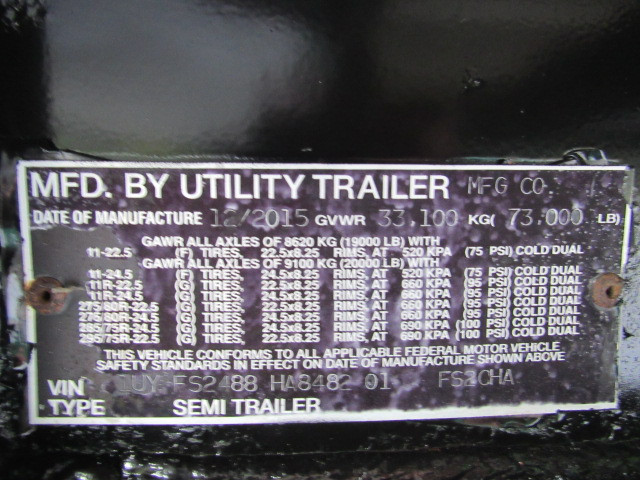 MFD. BY UTILITY TRAILER MFG CO.
DATE OF MANUFACTURE 12/2015 GVWR 33.100 KG( 73.000 LB)
GAWR ALL AXLES OF 8620 KG (19000 LB) WITH
11-22.5 (F) TIRES, 22.5x8.25 RIMS, AT 520 KPA (75 PSI) COLD DUAL
GAWR ALL AXLES OF 9100 KG (20000 LB) WITH
11-24.5 (F) TIRES, 24.5x8.25 RIMS, AT 520 KPA (75 PSI) COLD DUAL
11R-22.5 (G) TIRES, 22.5x8.25 RIMS, AT 660 KPA (95 PSI) COLD DUAL
11R-24.5 (G) TIRES, 24.5x8.25 RIMS, AT 660 KPA (95 PSI) COLD DUAL
275/80R-22.5 (G) TIRES, 22.5x8.25 RIMS, AT 660 KPA (95 PSI) COLD DUAL
275/80R-24.5 (G) TIRES, 24.5x8.25 RIMS, AT 660 KPA (95 PSI) COLD DUAL
285/75R-24.5 (G) TIRES, 24.5x8.25 RIMS, AT 690 KPA (100 PSI) COLD DUAL
295/75R-22.5 (G) TIRES, 22.5x8.25 RIMS, AT 690 KPA (100 PSI) COLD DUAL
THIS VEHICLE CONFORMS TO ALL APPLICABLE FEDERAL MOTOR VEHICLE
SAFETY STANDARDS IN EFFECT ON DATE OF MANUFACTURE SHOWN ABOVE
VIN 1UY FS2 488 HA8482 01 FS2CHA
TYPE SEMI TRAILER